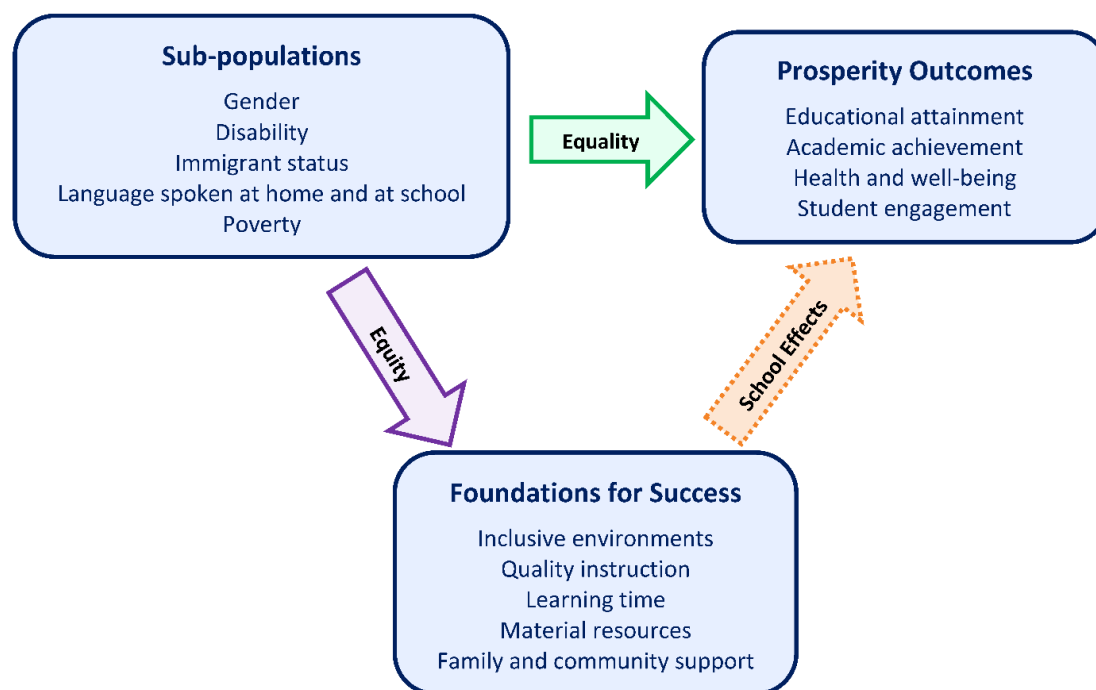 Sub-populations
Gender
Disability
Immigrant status
Language spoken at home and at school
Poverty
Equality
Prosperity Outcomes
Educational attainment
Academic achievement
Health and well-being
Student engagement
Equity
School Effects
Foundations for Success
Inclusive environments
Quality instruction
Learning time
Material resources
Family and community support